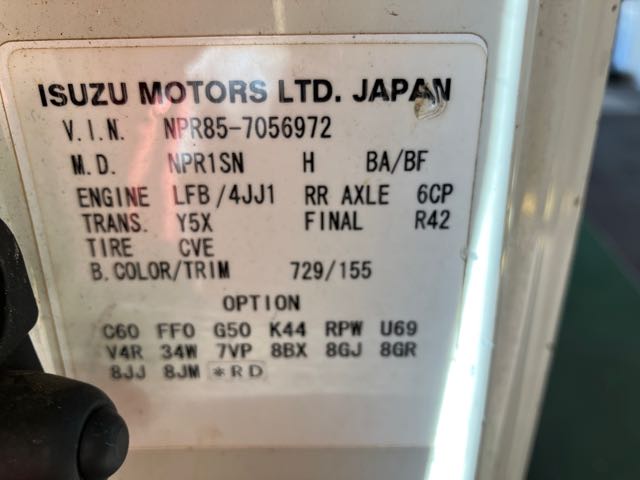 ISUZU MOTORS LTD. JAPAN
V.I.N. NPR85-7056972
M.D. NPR1SN H BA/BF
ENGINE LFB/4JJ1 RR AXLE 6CP
TRANS. Y5X FINAL R42
TIRE CVE
B.COLOR/TRIM 729/155
OPTION
C60 FF0 G50 K44 RPW U69
V4R 34W 7VP 8BX 8GJ 8GR
8JJ 8JM *RD